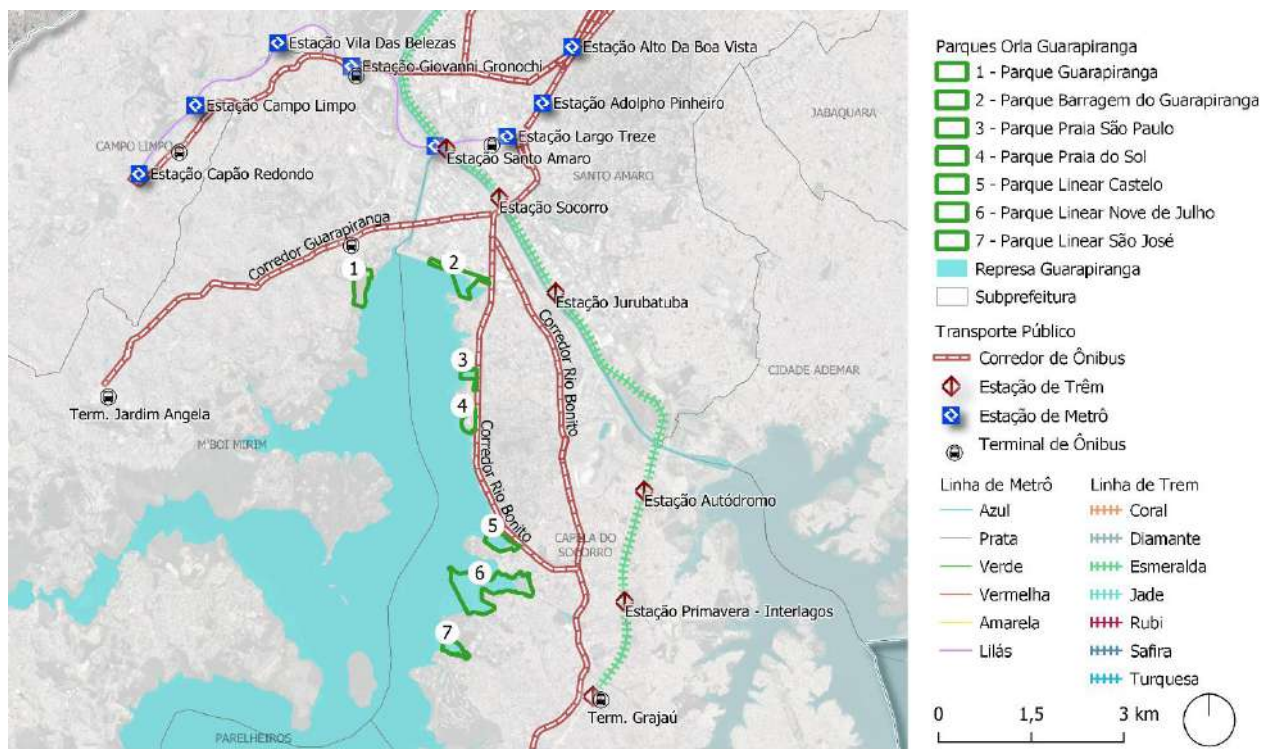 Estação Vila Das Belezas
Estação Alto Da Boa Vista
Estação Giovanni Gronochi
Estação Campo Limpo
Estação Adolpho Pinheiro
JABAQUARA
Estação Largo Treze
CAMPO LIMPO
Estação Santo Amaro
Estação Capão Redondo
SANTO AMARO
Estação Socorro
Corredor Guarapiranga
1
2
Estação Jurubatuba
Corredor Rio Bonito
3
CIDADE ADEMAR
4
Term. Jardim Angela
M'BOI MIRIM
Corredor Rio Bonito
Estação Autódromo
5
CAPELA DO
SOCORRO
6
Estação Primavera - Interlagos
7
Term. Grajaú
PARELHEIROS
Parques Orla Guarapiranga
1 - Parque Guarapiranga
2 - Parque Barragem do Guarapiranga
3 - Parque Praia São Paulo
4 - Parque Praia do Sol
5 - Parque Linear Castelo
6 - Parque Linear Nove de Julho
7 - Parque Linear São José
Represa Guarapiranga
Subprefeitura
Transporte Público
Corredor de Ônibus
Estação de Trêm
Estação de Metrô
Terminal de Ônibus
Linha de Metrô
Azul
Prata
Verde
Vermelha
Amarela
Lilás
Linha de Trem
Coral
Diamante
Esmeralda
Jade
Rubi
Safira
Turquesa
0 1,5 3 km